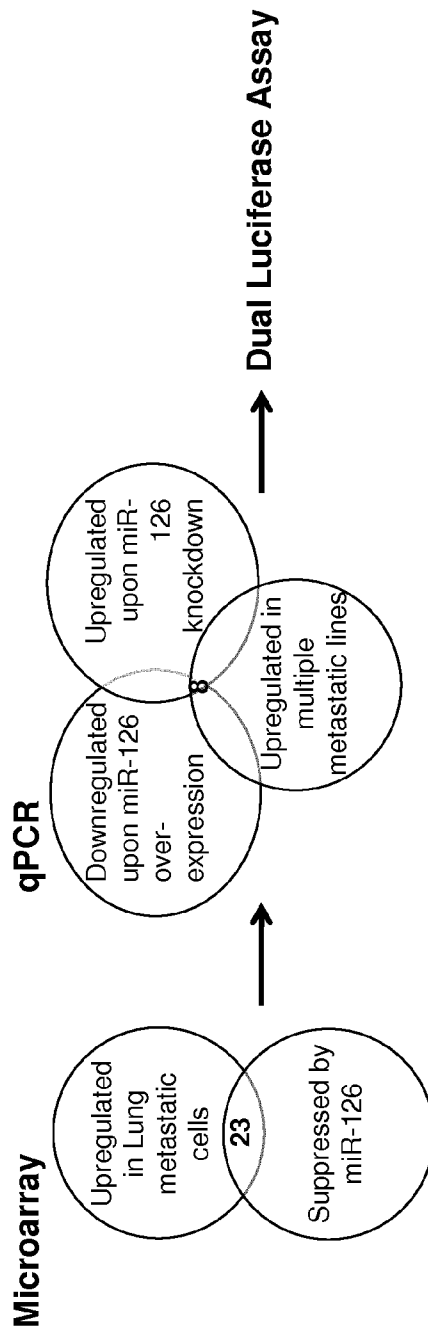 Microarray
Upregulated
in Lung
metastatic
cells
23
Suppressed by
miR-126
qPCR
Downregulated
upon miR-126
over-
expression
Upregulated
upon miR-
126
knockdown
8
Upregulated in
multiple
metastatic lines
Dual Luciferase Assay